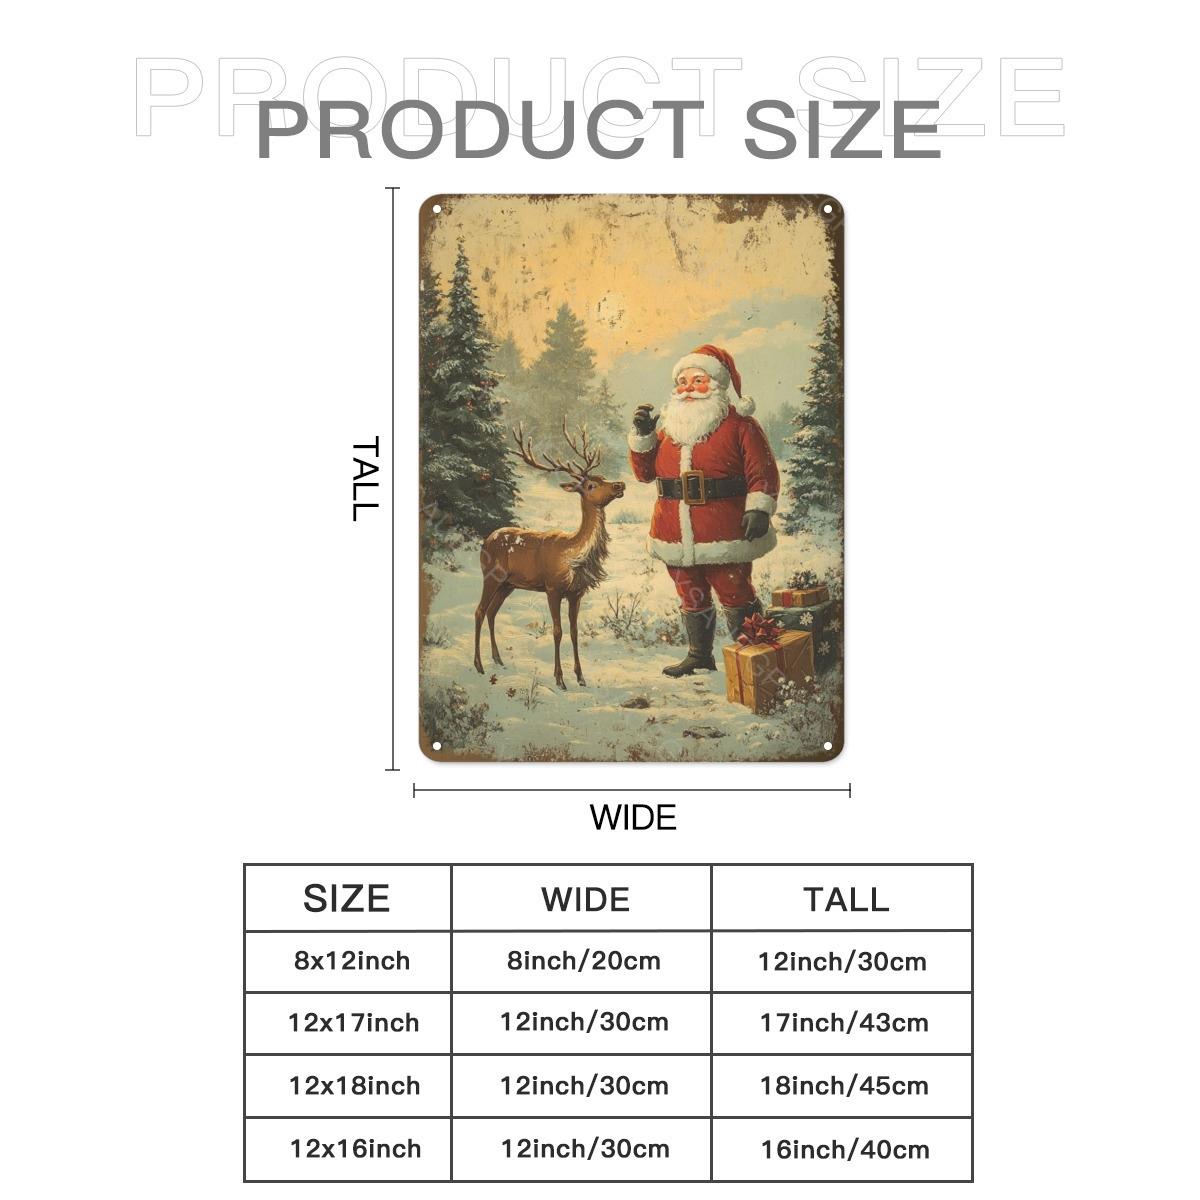 PRODUCT SIZE
PRODUCT SIZE
TALL
WIDE
SIZE WIDE TALL
8x12inch 8inch/20cm 12inch/30cm
12x17inch 12inch/30cm 17inch/43cm
12x18inch 12inch/30cm 18inch/45cm
12x16inch 12inch/30cm 16inch/40cm